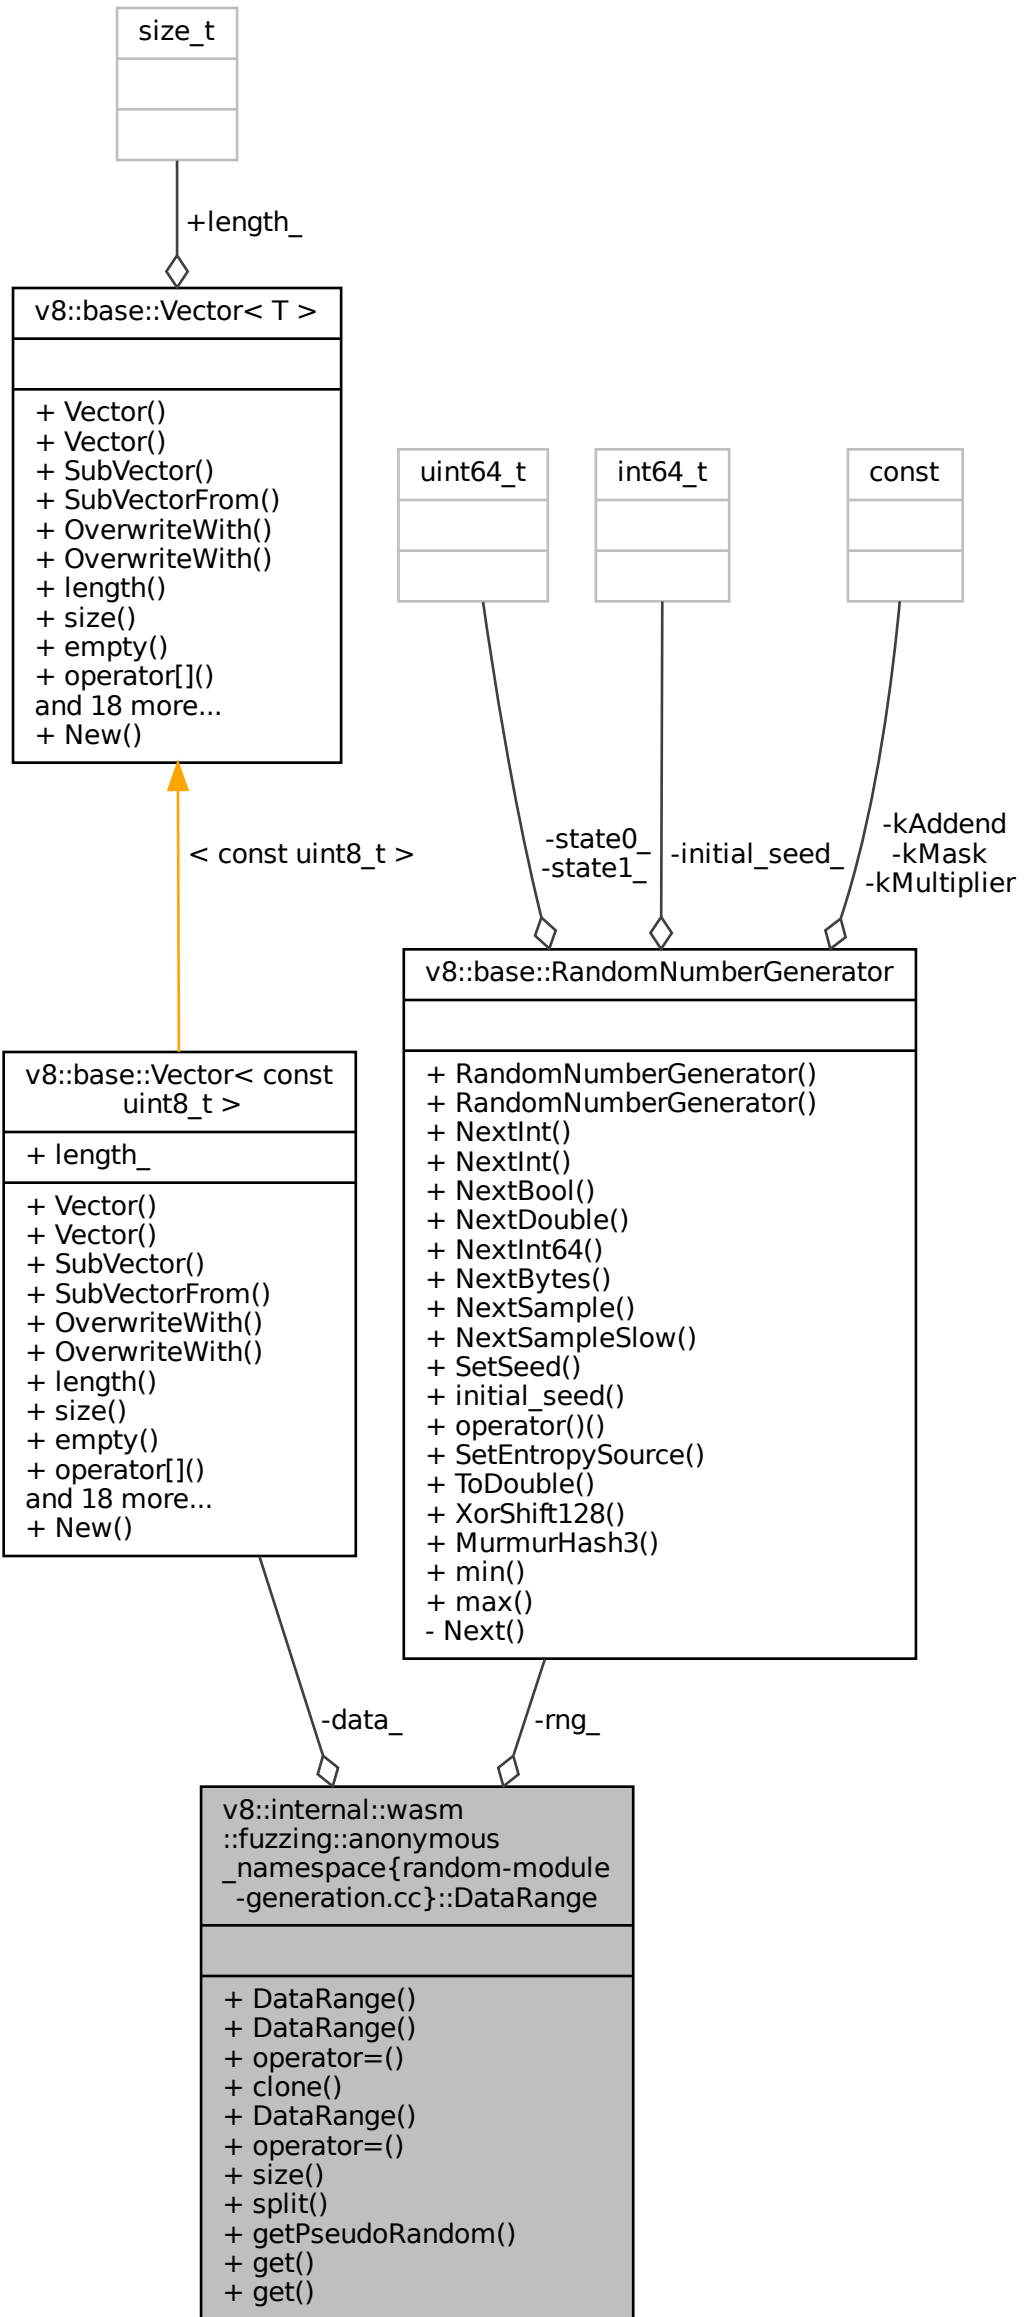 size_t
+length_
v8::base::Vector< T >
+ Vector()
+ Vector()
+ SubVector()
+ SubVectorFrom()
+ OverwriteWith()
+ OverwriteWith()
+ length()
+ size()
+ empty()
+ operator[]()
and 18 more...
+ New()
uint64_t
int64_t
const
< const uint8_t >
-state0_
-state1_
-initial_seed_
-kAddend
-kMask
-kMultiplier
v8::base::Vector< const
uint8_t >
+ length_
+ Vector()
+ Vector()
+ SubVector()
+ SubVectorFrom()
+ OverwriteWith()
+ OverwriteWith()
+ length()
+ size()
+ empty()
+ operator[]()
and 18 more...
+ New()
v8::base::RandomNumberGenerator
+ RandomNumberGenerator()
+ RandomNumberGenerator()
+ NextInt()
+ NextInt()
+ NextBool()
+ NextDouble()
+ NextInt64()
+ NextBytes()
+ NextSample()
+ NextSampleSlow()
+ SetSeed()
+ initial_seed()
+ operator()()
+ SetEntropySource()
+ ToDouble()
+ XorShift128()
+ MurmurHash3()
+ min()
+ max()
- Next()
-data_
-rng_
v8::internal::wasm
::fuzzing::anonymous
_namespace{random-module
-generation.cc}::DataRange
+ DataRange()
+ DataRange()
+ operator=()
+ clone()
+ DataRange()
+ operator=()
+ size()
+ split()
+ getPseudoRandom()
+ get()
+ get()